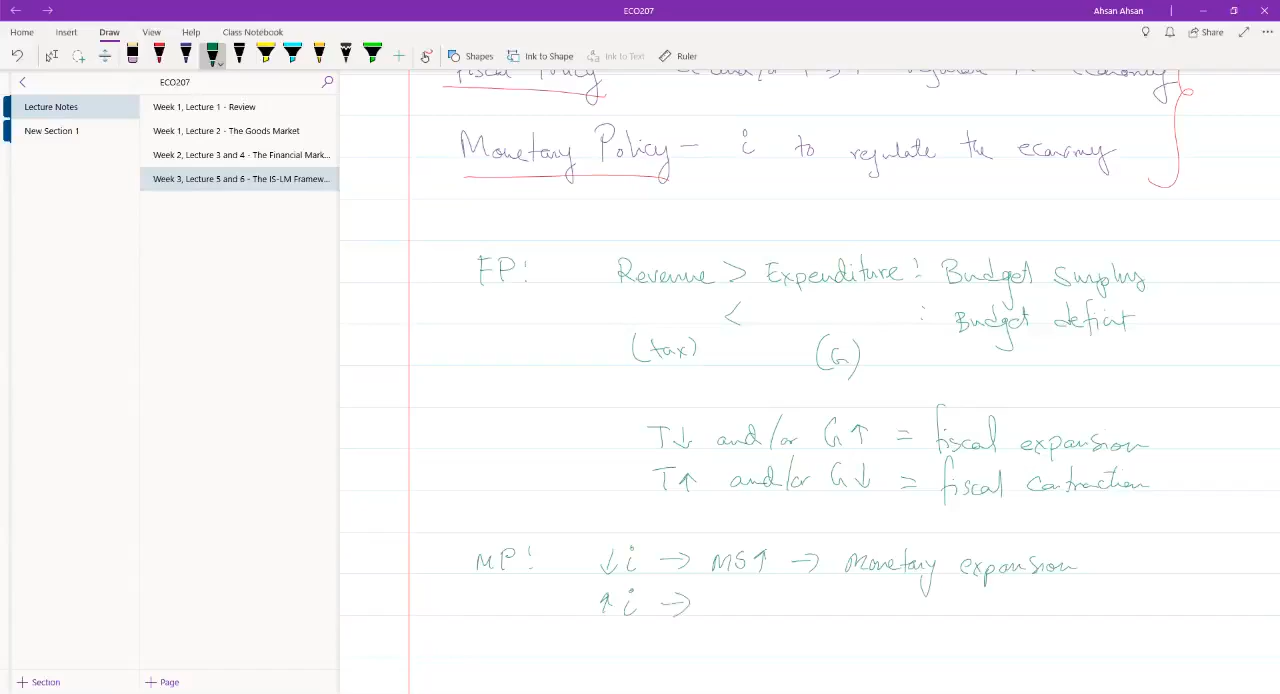 ECO207
Ahsan Ahsan
Home Insert Draw View Help Class Notebook
Share
Shapes Ink to Shape Ink to Text Ruler
ECO207
Lecture Notes
New Section 1
Week 1, Lecture 1 - Review
Week 1, Lecture 2 - The Goods Market
Week 2, Lecture 3 and 4 - The Financial Mark...
Week 3, Lecture 5 and 6 - The IS-LM Framew...
Fiscal Policy economy
Monetary Policy - i to regulate the economy
FP: Revenue > Expenditure: Budget Surplus
< : Budget deficit
(tax) (G)
T↓ and/or G↑ = fiscal expansion
T↑ and/or G↓ = fiscal contraction
MP: ↓i → MS↑ → Monetary expansion
↑i →
+ Section
+ Page